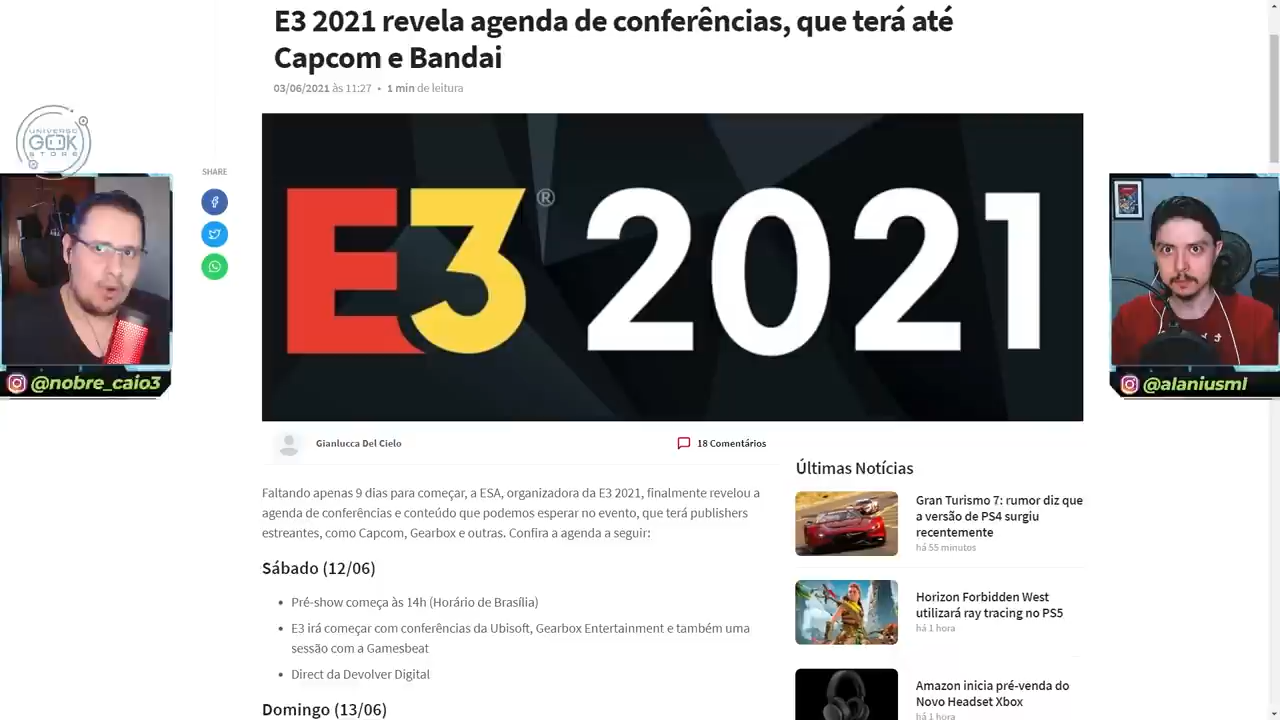 E3 2021 revela agenda de conferências, que terá até
Capcom e Bandai
03/06/2021 às 11:27 • 1 min de leitura
UNIVERSO
GEEK
STORE
SHARE
E3® 2021
@nobre_caio3
@alaniusml
Gianlucca Del Cielo
18 Comentários
Faltando apenas 9 dias para começar, a ESA, organizadora da E3 2021, finalmente revelou a
agenda de conferências e conteúdo que podemos esperar no evento, que terá publishers
estreantes, como Capcom, Gearbox e outras. Confira a agenda a seguir:
Sábado (12/06)
• Pré-show começa às 14h (Horário de Brasília)
• E3 irá começar com conferências da Ubisoft, Gearbox Entertainment e também uma
sessão com a Gamesbeat
• Direct da Devolver Digital
Domingo (13/06)
Últimas Notícias
Gran Turismo 7: rumor diz que
a versão de PS4 surgiu
recentemente
há 55 minutos
Horizon Forbidden West
utilizará ray tracing no PS5
há 1 hora
Amazon inicia pré-venda do
Novo Headset Xbox
há 1 hora